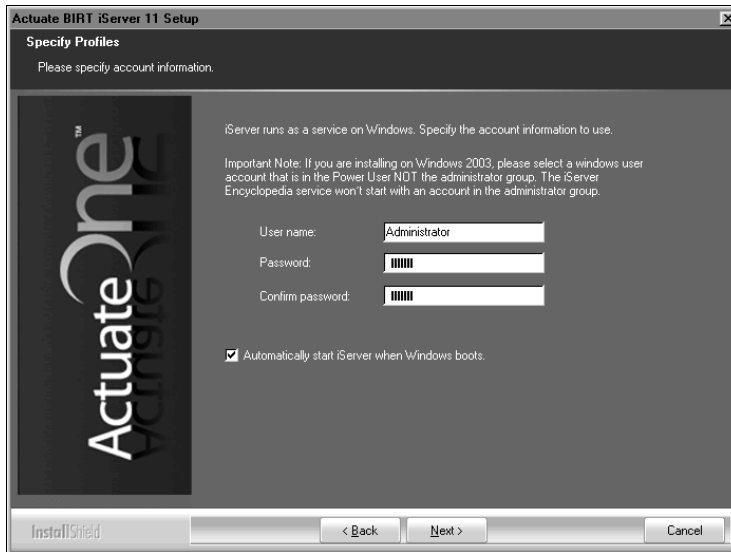 Actuate BIRT iServer 11 Setup
Specify Profiles
Please specify account information.
ActuateOne™
iServer runs as a service on Windows. Specify the account information to use.
Important Note: If you are installing on Windows 2003, please select a windows user
account that is in the Power User NOT the administrator group. The iServer
Encyclopedia service won't start with an account in the administrator group.
User name:
Administrator
Password:
Confirm password:
Automatically start iServer when Windows boots.
InstallShield
< Back
Next >
Cancel